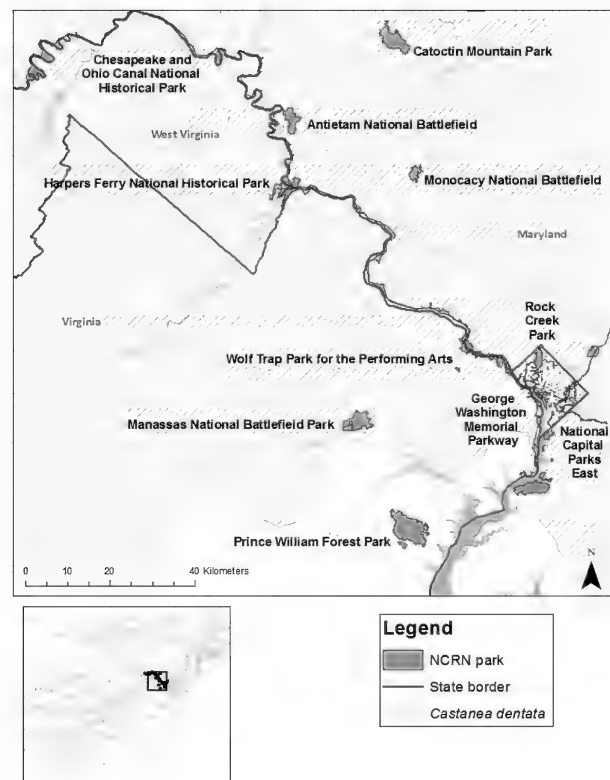 Catoctin Mountain Park
Chesapeake and
Ohio Canal National
Historical Park
Antietam National Battlefield
West Virginia
Harpers Ferry National Historical Park
Monocacy National Battlefield
Maryland
Virginia
Rock
Creek
Park
Wolf Trap Park for the Performing Arts
George
Washington
Memorial
Parkway
Manassas National Battlefield Park
National
Capital
Parks
East
Prince William Forest Park
0 10 20 40 Kilometers
N
Legend
NCRN park
State border
Castanea dentata